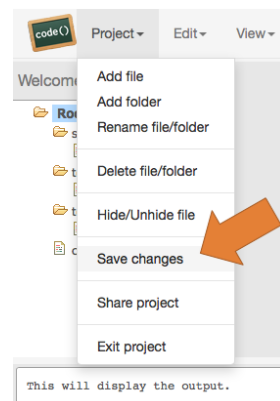 code()
Project
Edit
View
Welcom
Add file
Add folder
Rename file/folder
Delete file/folder
Hide/Unhide file
Save changes
Share project
Exit project
This will display the output.